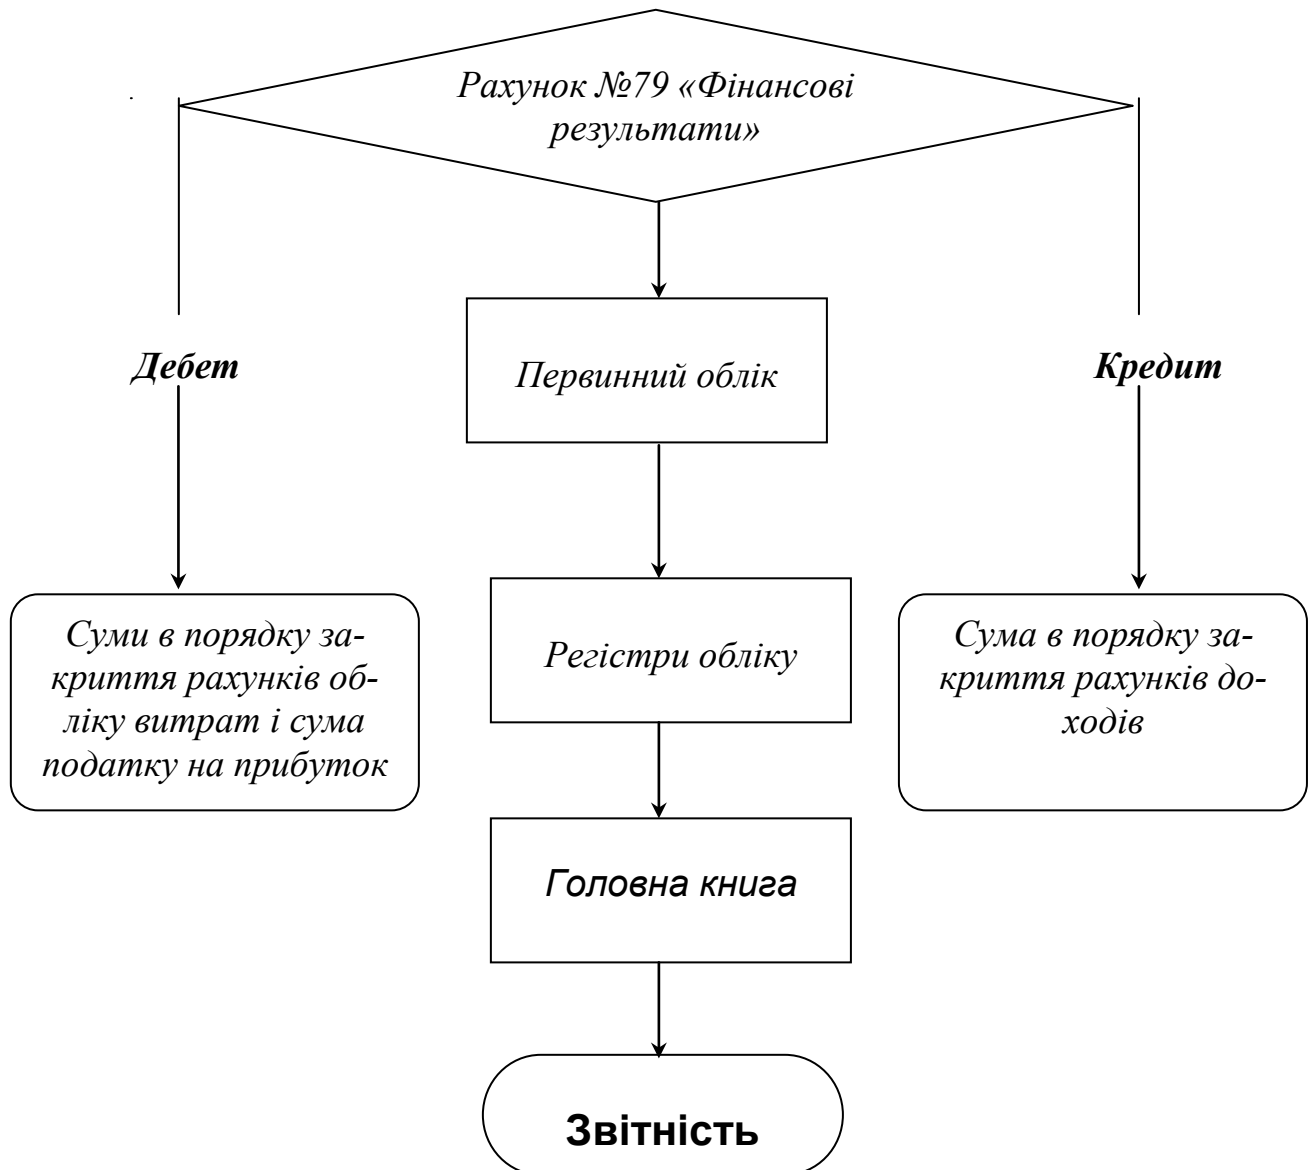 Рахунок №79 «Фінансові
результати»
Дебет
Первинний облік
Кредит
Суми в порядку за-
криття рахунків об-
ліку витрат і сума
податку на прибуток
Регістри обліку
Сума в порядку за-
криття рахунків до-
ходів
Головна книга
Звітність